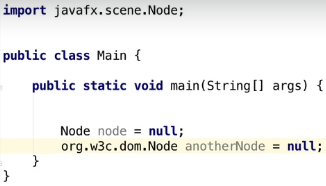 import javafx.scene.Node;
public class Main {
public static void main(String[] args) {
Node node = null;
org.w3c.dom.Node anotherNode = null;
}
}